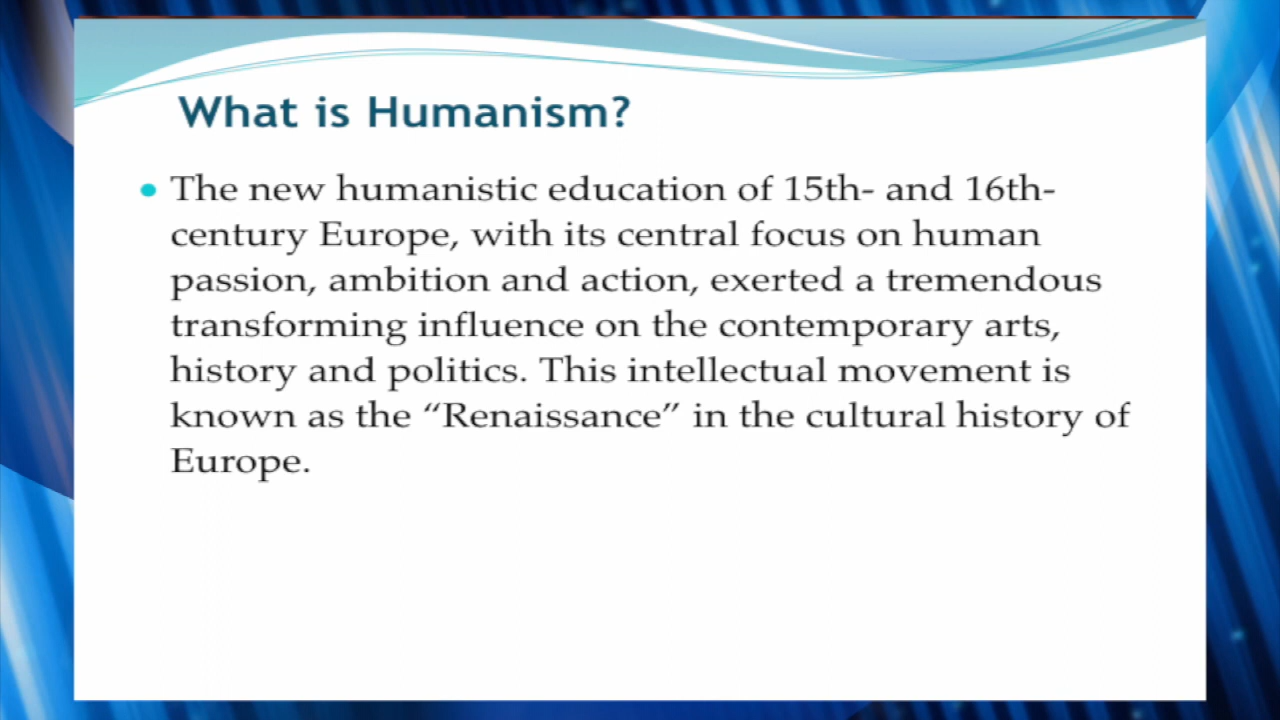 What is Humanism?
• The new humanistic education of 15th- and 16th-
century Europe, with its central focus on human
passion, ambition and action, exerted a tremendous
transforming influence on the contemporary arts,
history and politics. This intellectual movement is
known as the “Renaissance” in the cultural history of
Europe.